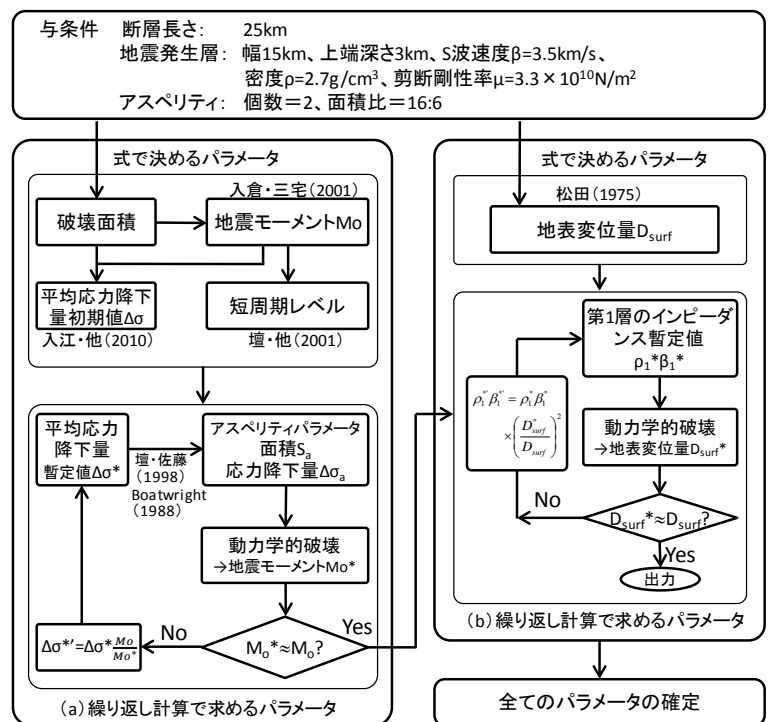 与条件 断層長さ: 25km
地震発生層: 幅15km、上端深さ3km、S波速度β=3.5km/s、
密度ρ=2.7g/cm³、剪断剛性率μ=3.3×10¹⁰N/m²
アスペリティ: 個数=2、面積比=16:6
式で決めるパラメータ
入倉・三宅(2001)
破壊面積
地震モーメントMo
平均応力降下
量初期値Δσ
入江・他(2010)
短周期レベル
壇・他(2001)
平均応力
降下量
暫定値Δσ*
壇・佐藤
(1998)
Boatwright
(1988)
アスペリティパラメータ
面積Sₐ
応力降下量Δσₐ
動力学的破壊
→地震モーメントMo*
Mₒ*≈Mₒ?
Yes
No
Δσ*'=Δσ* Mo/Mo*
(a)繰り返し計算で求めるパラメータ
式で決めるパラメータ
松田(1975)
地表変位量D_surf
第1層のインピーダ
ンス暫定値
ρ₁*β₁*
ρ₁*'β₁*' = ρ₁*β₁*
×(D*_surf/D_surf)²
動力学的破壊
→地表変位量D_surf*
D_surf*≈D_surf?
No
Yes
出力
(b)繰り返し計算で求めるパラメータ
全てのパラメータの確定